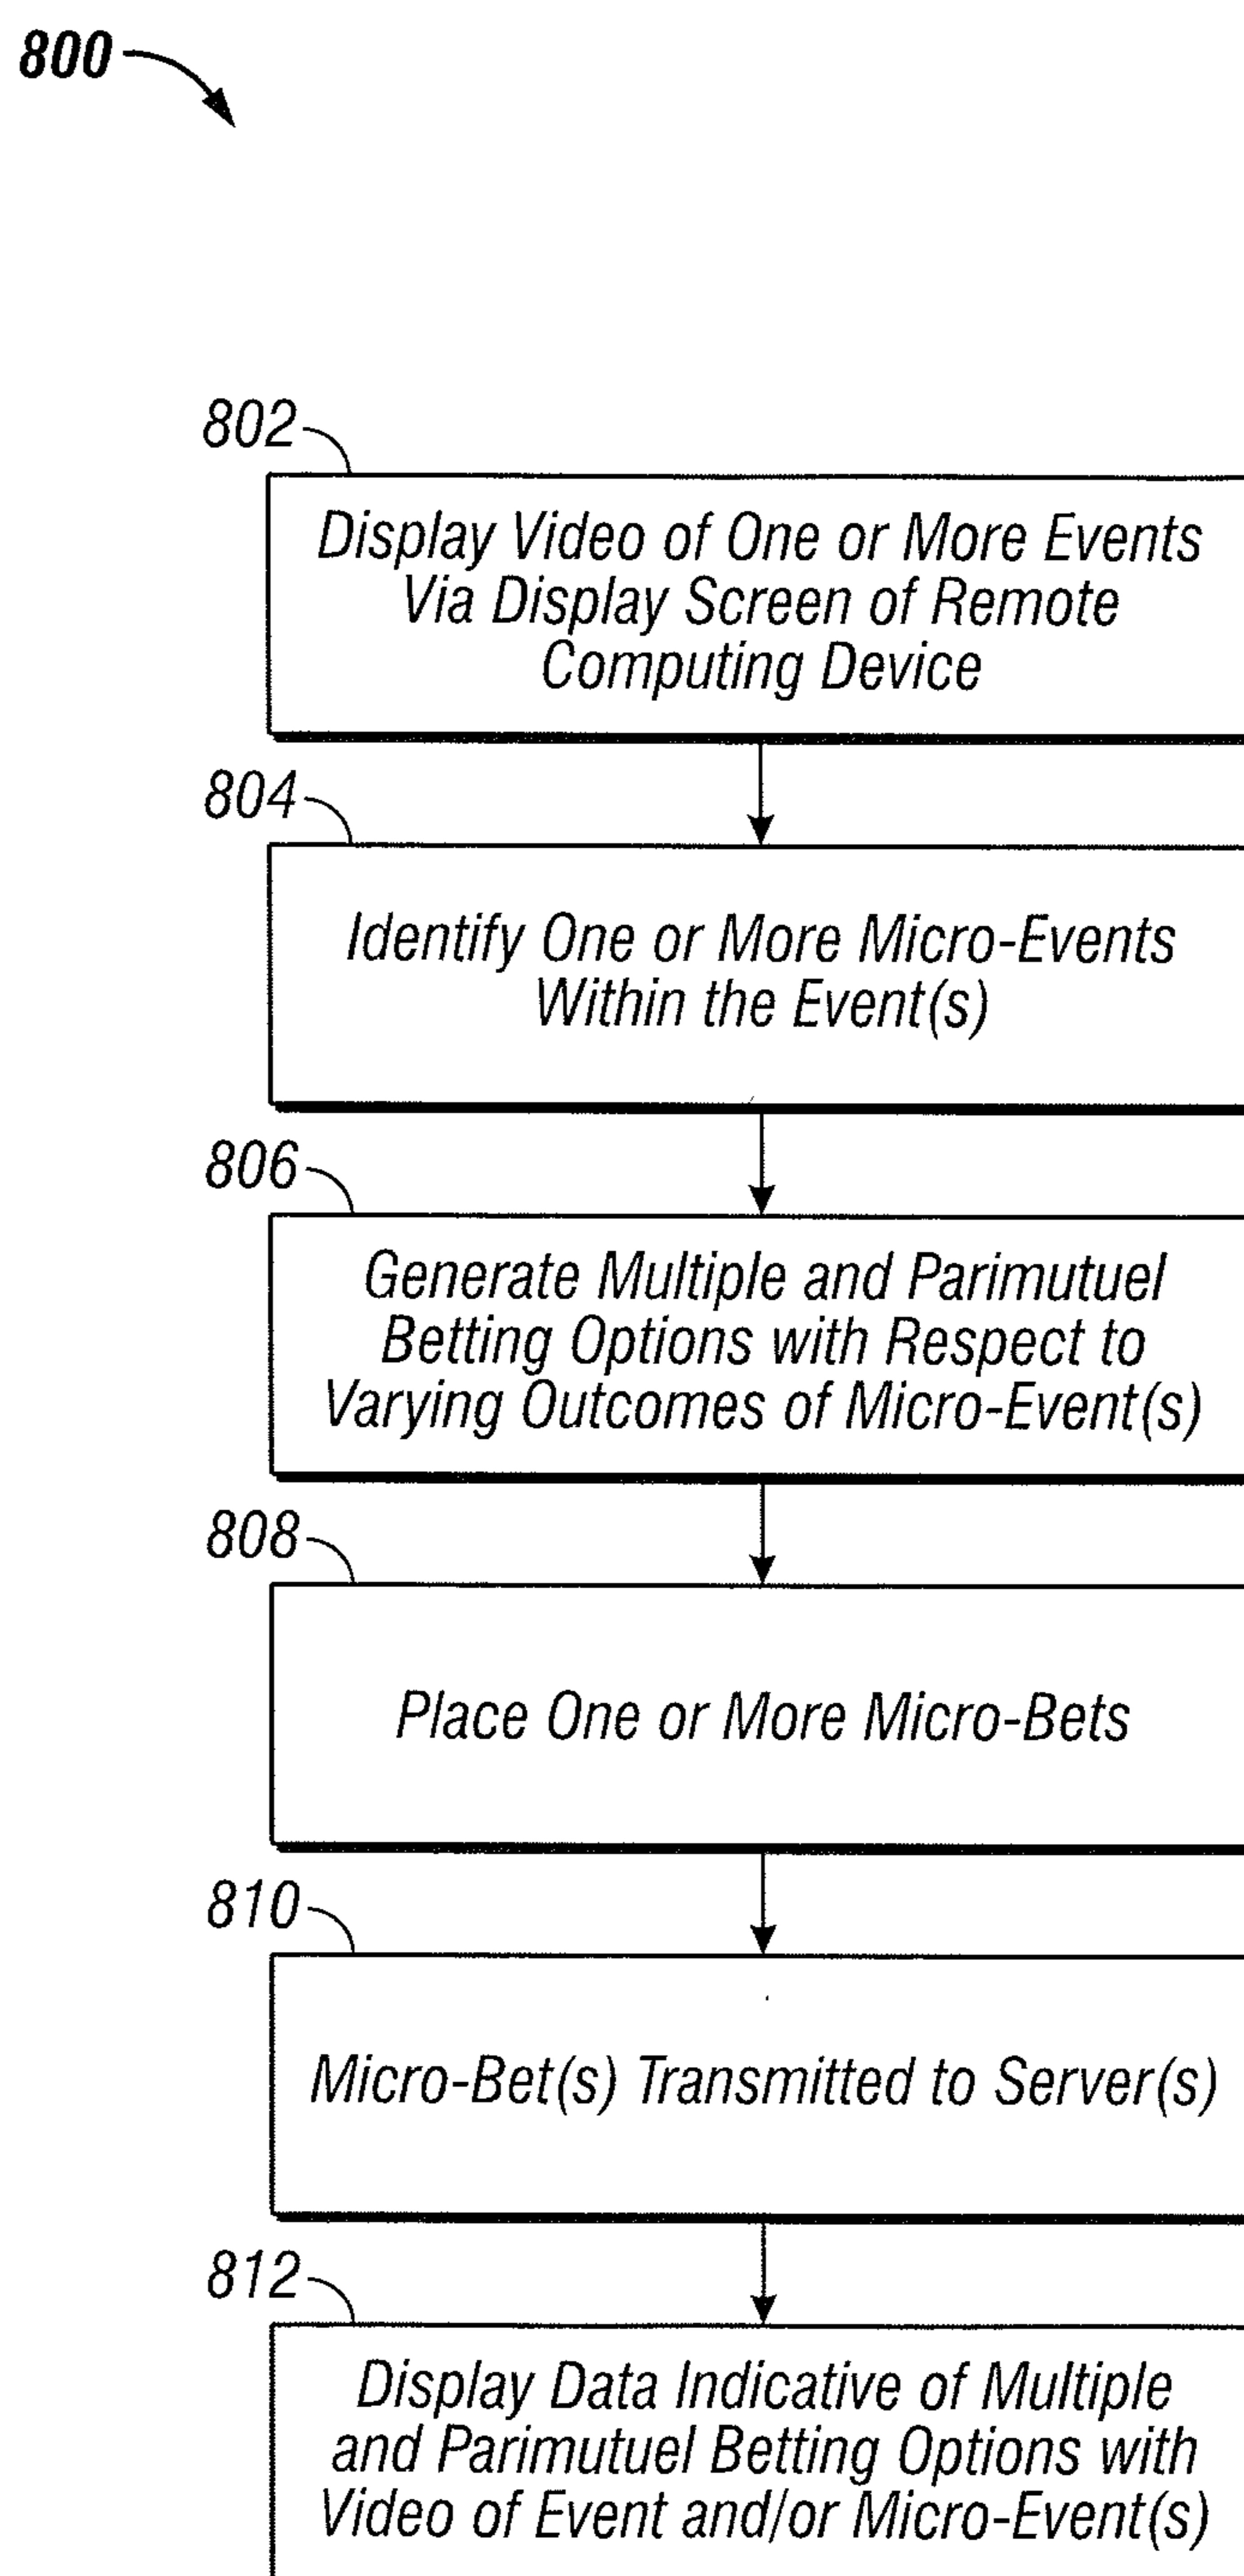 800
802
Display Video of One or More Events
Via Display Screen of Remote
Computing Device
804
Identify One or More Micro-Events
Within the Event(s)
806
Generate Multiple and Parimutuel
Betting Options with Respect to
Varying Outcomes of Micro-Event(s)
808
Place One or More Micro-Bets
810
Micro-Bet(s) Transmitted to Server(s)
812
Display Data Indicative of Multiple
and Parimutuel Betting Options with
Video of Event and/or Micro-Event(s)